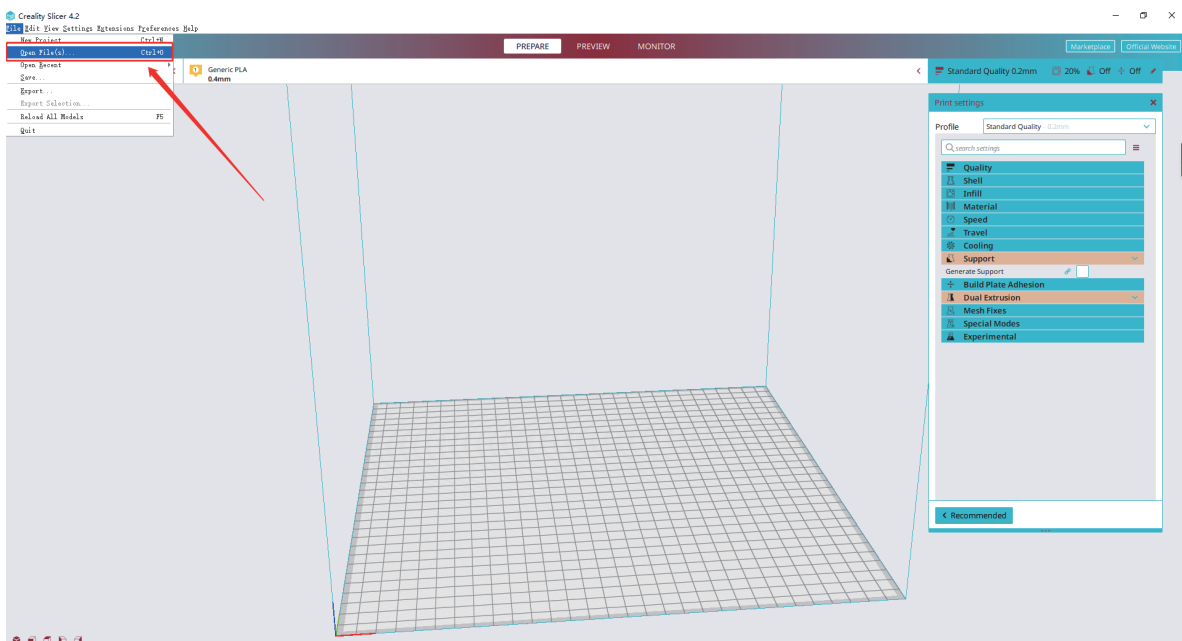 Creality Slicer 4.2
File Edit View Settings Extensions Preferences Help
New Project Ctrl+N
Open File(s)... Ctrl+O
Open Recent
Save...
Export...
Export Selection...
Reload All Models F5
Quit
PREPARE PREVIEW MONITOR
Marketplace Official Website
Generic PLA
0.4mm
Standard Quality 0.2mm 20% Off Off
Print settings
Profile Standard Quality - 0.2mm
search settings
Quality
Shell
Infill
Material
Speed
Travel
Cooling
Support
Generate Support
Build Plate Adhesion
Dual Extrusion
Mesh Fixes
Special Modes
Experimental
Recommended